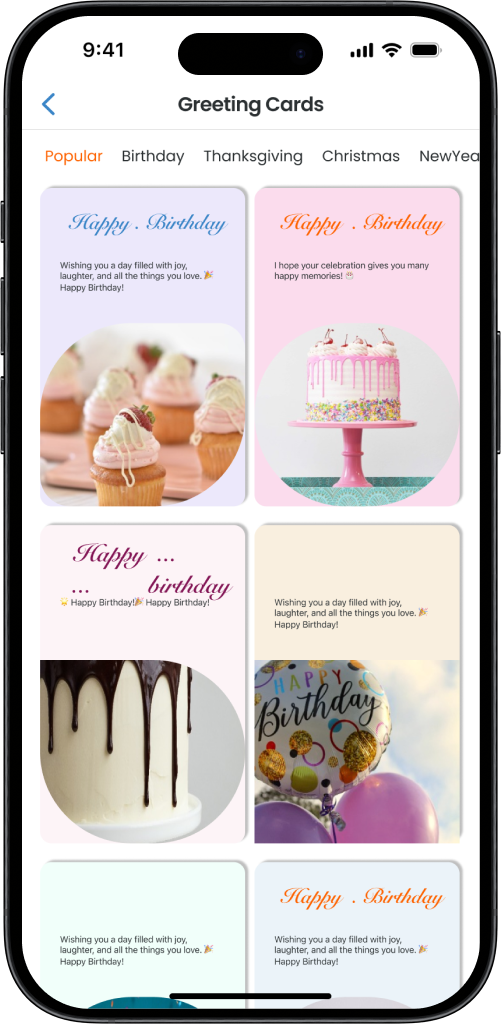 9:41
Greeting Cards
Popular Birthday Thanksgiving Christmas NewYea
Happy . Birthday
Wishing you a day filled with joy,
laughter, and all the things you love. 🎉
Happy Birthday!
Happy . Birthday
I hope your celebration gives you many
happy memories! 🎂
Happy ...
... birthday
🌟 Happy Birthday!🎉 Happy Birthday!
Wishing you a day filled with joy,
laughter, and all the things you love. 🎉
Happy Birthday!
HAPPY
Birthday
Wishing you a day filled with joy,
laughter, and all the things you love. 🎉
Happy Birthday!
Happy . Birthday
Wishing you a day filled with joy,
laughter, and all the things you love. 🎉
Happy Birthday!